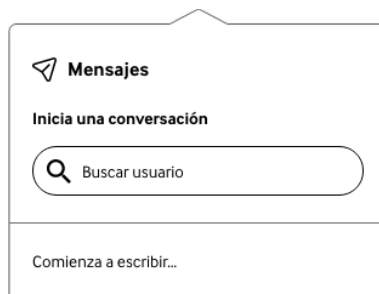 Mensajes
Inicia una conversación
Buscar usuario
Comienza a escribir...